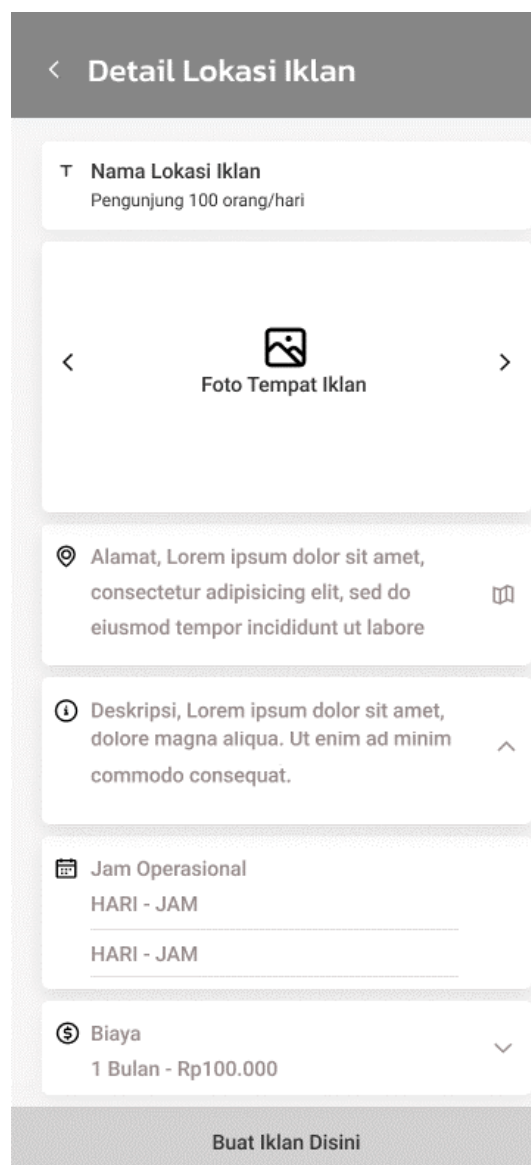 Detail Lokasi Iklan
Nama Lokasi Iklan
Pengunjung 100 orang/hari
Foto Tempat Iklan
Alamat, Lorem ipsum dolor sit amet,
consectetur adipisicing elit, sed do
eiusmod tempor incididunt ut labore
Deskripsi, Lorem ipsum dolor sit amet,
dolore magna aliqua. Ut enim ad minim
commodo consequat.
Jam Operasional
HARI - JAM
HARI - JAM
Biaya
1 Bulan - Rp100.000
Buat Iklan Disini